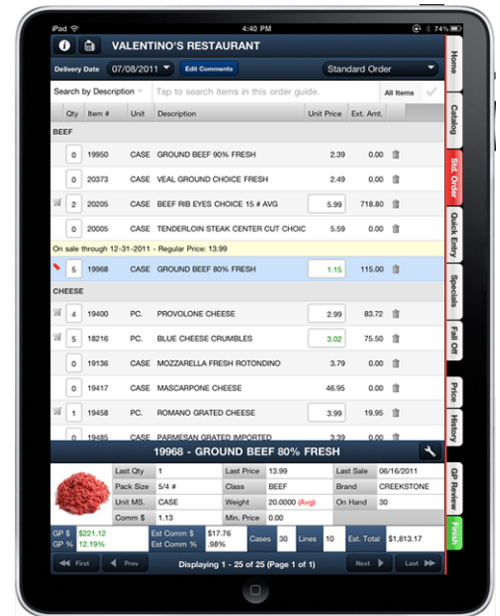 iPad 4:40 PM 74%
VALENTINO'S RESTAURANT
Delivery Date 07/08/2011 Edit Comments Standard Order
Search by Description Tap to search items in this order guide. All Items
Qty Item # Unit Description Unit Price Ext. Amt.
BEEF
0 19950 CASE GROUND BEEF 90% FRESH 2.39 0.00
0 20373 CASE VEAL GROUND CHOICE FRESH 2.49 0.00
2 20205 CASE BEEF RIB EYES CHOICE 15 # AVG 5.99 718.80
0 20005 CASE TENDERLOIN STEAK CENTER CUT CHOIC 5.59 0.00
On sale through 12-31-2011 - Regular Price: 13.99
5 19968 CASE GROUND BEEF 80% FRESH 1.15 115.00
CHEESE
4 19400 PC. PROVOLONE CHEESE 2.99 83.72
5 18216 PC. BLUE CHEESE CRUMBLES 3.02 75.50
0 19136 CASE MOZZARELLA FRESH ROTONDINO 3.79 0.00
0 19417 CASE MASCARPONE CHEESE 46.95 0.00
1 19458 PC. ROMANO GRATED CHEESE 3.99 19.95
0 19485 CASE PARMESAN GRATED IMPORTED 3.39 0.00
19968 - GROUND BEEF 80% FRESH
Last Qty 1 Last Price 13.99 Last Sale 06/16/2011
Pack Size 5/4 # Class BEEF Brand CREEKSTONE
Unit MS. CASE Weight 20.0000 (Avg) On Hand 30
Comm $ 1.13 Min. Price 0.00
GP $ $221.12 Est Comm $ $17.76 Cases 30 Lines 10 Est. Total $1,813.17
GP % 12.19% Est Comm % .98%
First Prev Displaying 1 - 25 of 25 (Page 1 of 1) Next Last
Home
Catalog
Std. Order
Quick Entry
Specials
Fall Off
Price
History
GP Review
Finish